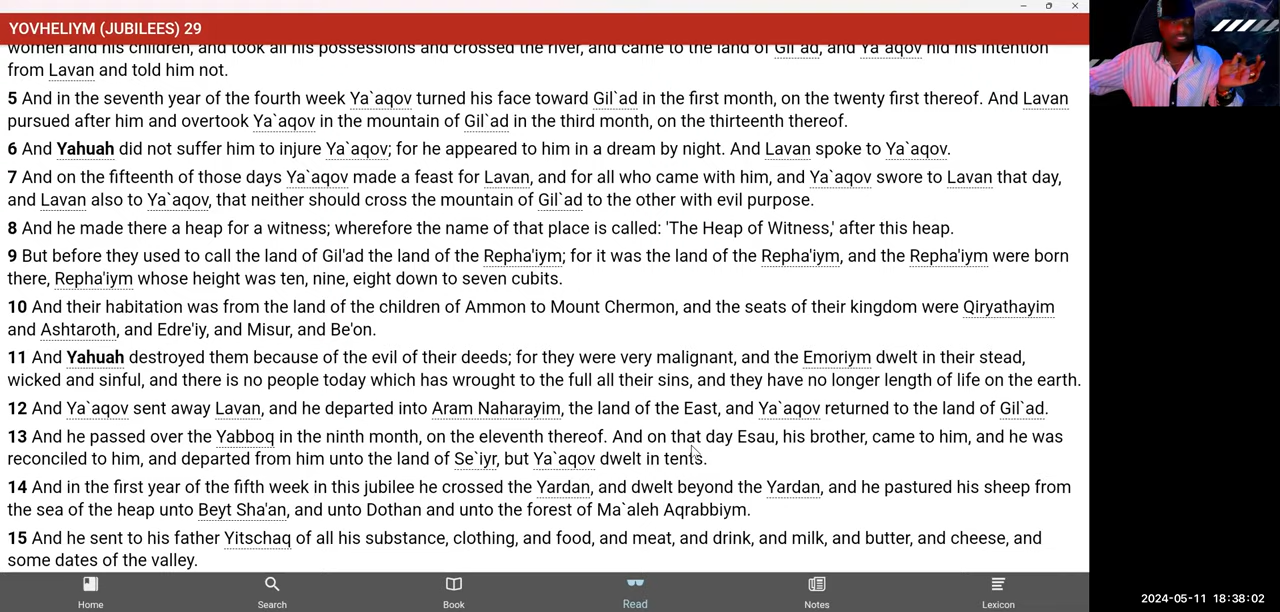 YOVHELIYM (JUBILEES) 29
women and his children, and took all his possessions and crossed the river, and came to the land of Gil`ad, and Ya`aqov hid his intention
from Lavan and told him not.
5 And in the seventh year of the fourth week Ya`aqov turned his face toward Gil`ad in the first month, on the twenty first thereof. And Lavan
pursued after him and overtook Ya`aqov in the mountain of Gil`ad in the third month, on the thirteenth thereof.
6 And Yahuah did not suffer him to injure Ya`aqov; for he appeared to him in a dream by night. And Lavan spoke to Ya`aqov.
7 And on the fifteenth of those days Ya`aqov made a feast for Lavan, and for all who came with him, and Ya`aqov swore to Lavan that day,
and Lavan also to Ya`aqov, that neither should cross the mountain of Gil`ad to the other with evil purpose.
8 And he made there a heap for a witness; wherefore the name of that place is called: 'The Heap of Witness,' after this heap.
9 But before they used to call the land of Gil'ad the land of the Repha'iym; for it was the land of the Repha'iym, and the Repha'iym were born
there, Repha'iym whose height was ten, nine, eight down to seven cubits.
10 And their habitation was from the land of the children of Ammon to Mount Chermon, and the seats of their kingdom were Qiryathayim
and Ashtaroth, and Edre'iy, and Misur, and Be'on.
11 And Yahuah destroyed them because of the evil of their deeds; for they were very malignant, and the Emoriym dwelt in their stead,
wicked and sinful, and there is no people today which has wrought to the full all their sins, and they have no longer length of life on the earth.
12 And Ya`aqov sent away Lavan, and he departed into Aram Naharayim, the land of the East, and Ya`aqov returned to the land of Gil`ad.
13 And he passed over the Yabboq in the ninth month, on the eleventh thereof. And on that day Esau, his brother, came to him, and he was
reconciled to him, and departed from him unto the land of Se`iyr, but Ya`aqov dwelt in tents.
14 And in the first year of the fifth week in this jubilee he crossed the Yardan, and dwelt beyond the Yardan, and he pastured his sheep from
the sea of the heap unto Beyt Sha'an, and unto Dothan and unto the forest of Ma`aleh Aqrabbiym.
15 And he sent to his father Yitschaq of all his substance, clothing, and food, and meat, and drink, and milk, and butter, and cheese, and
some dates of the valley.
Home Search Book Read Notes Lexicon
2024-05-11 18:38:02